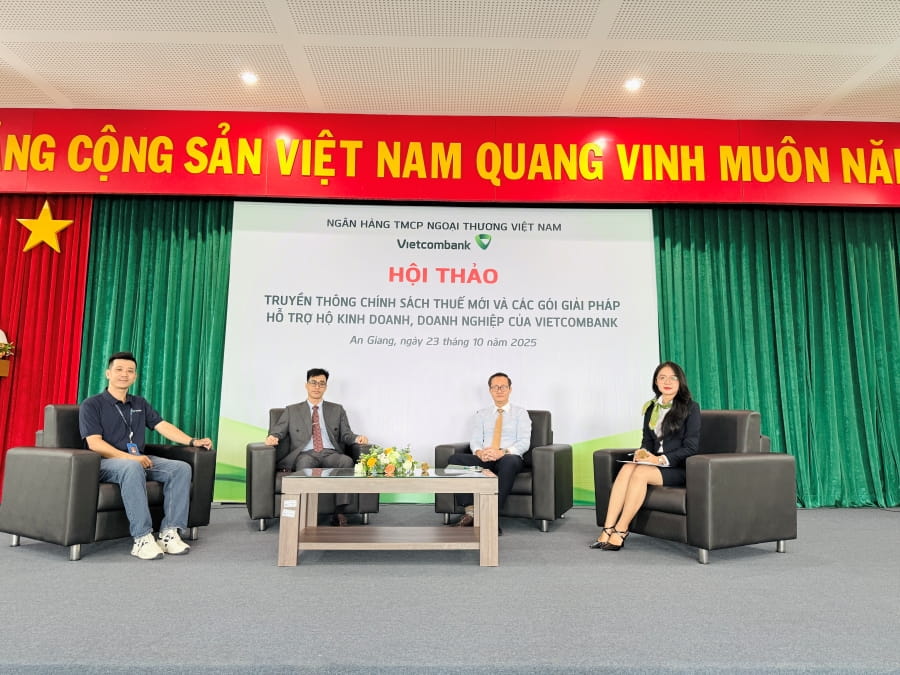 ẢNG CỘNG SẢN VIỆT NAM QUANG VINH MUÔN NĂ
NGÂN HÀNG TMCP NGOẠI THƯƠNG VIỆT NAM
Vietcombank
HỘI THẢO
TRUYỀN THÔNG CHÍNH SÁCH THUẾ MỚI VÀ CÁC GÓI GIẢI PHÁP
HỖ TRỢ HỘ KINH DOANH, DOANH NGHIỆP CỦA VIETCOMBANK
An Giang, ngày 23 tháng 10 năm 2025